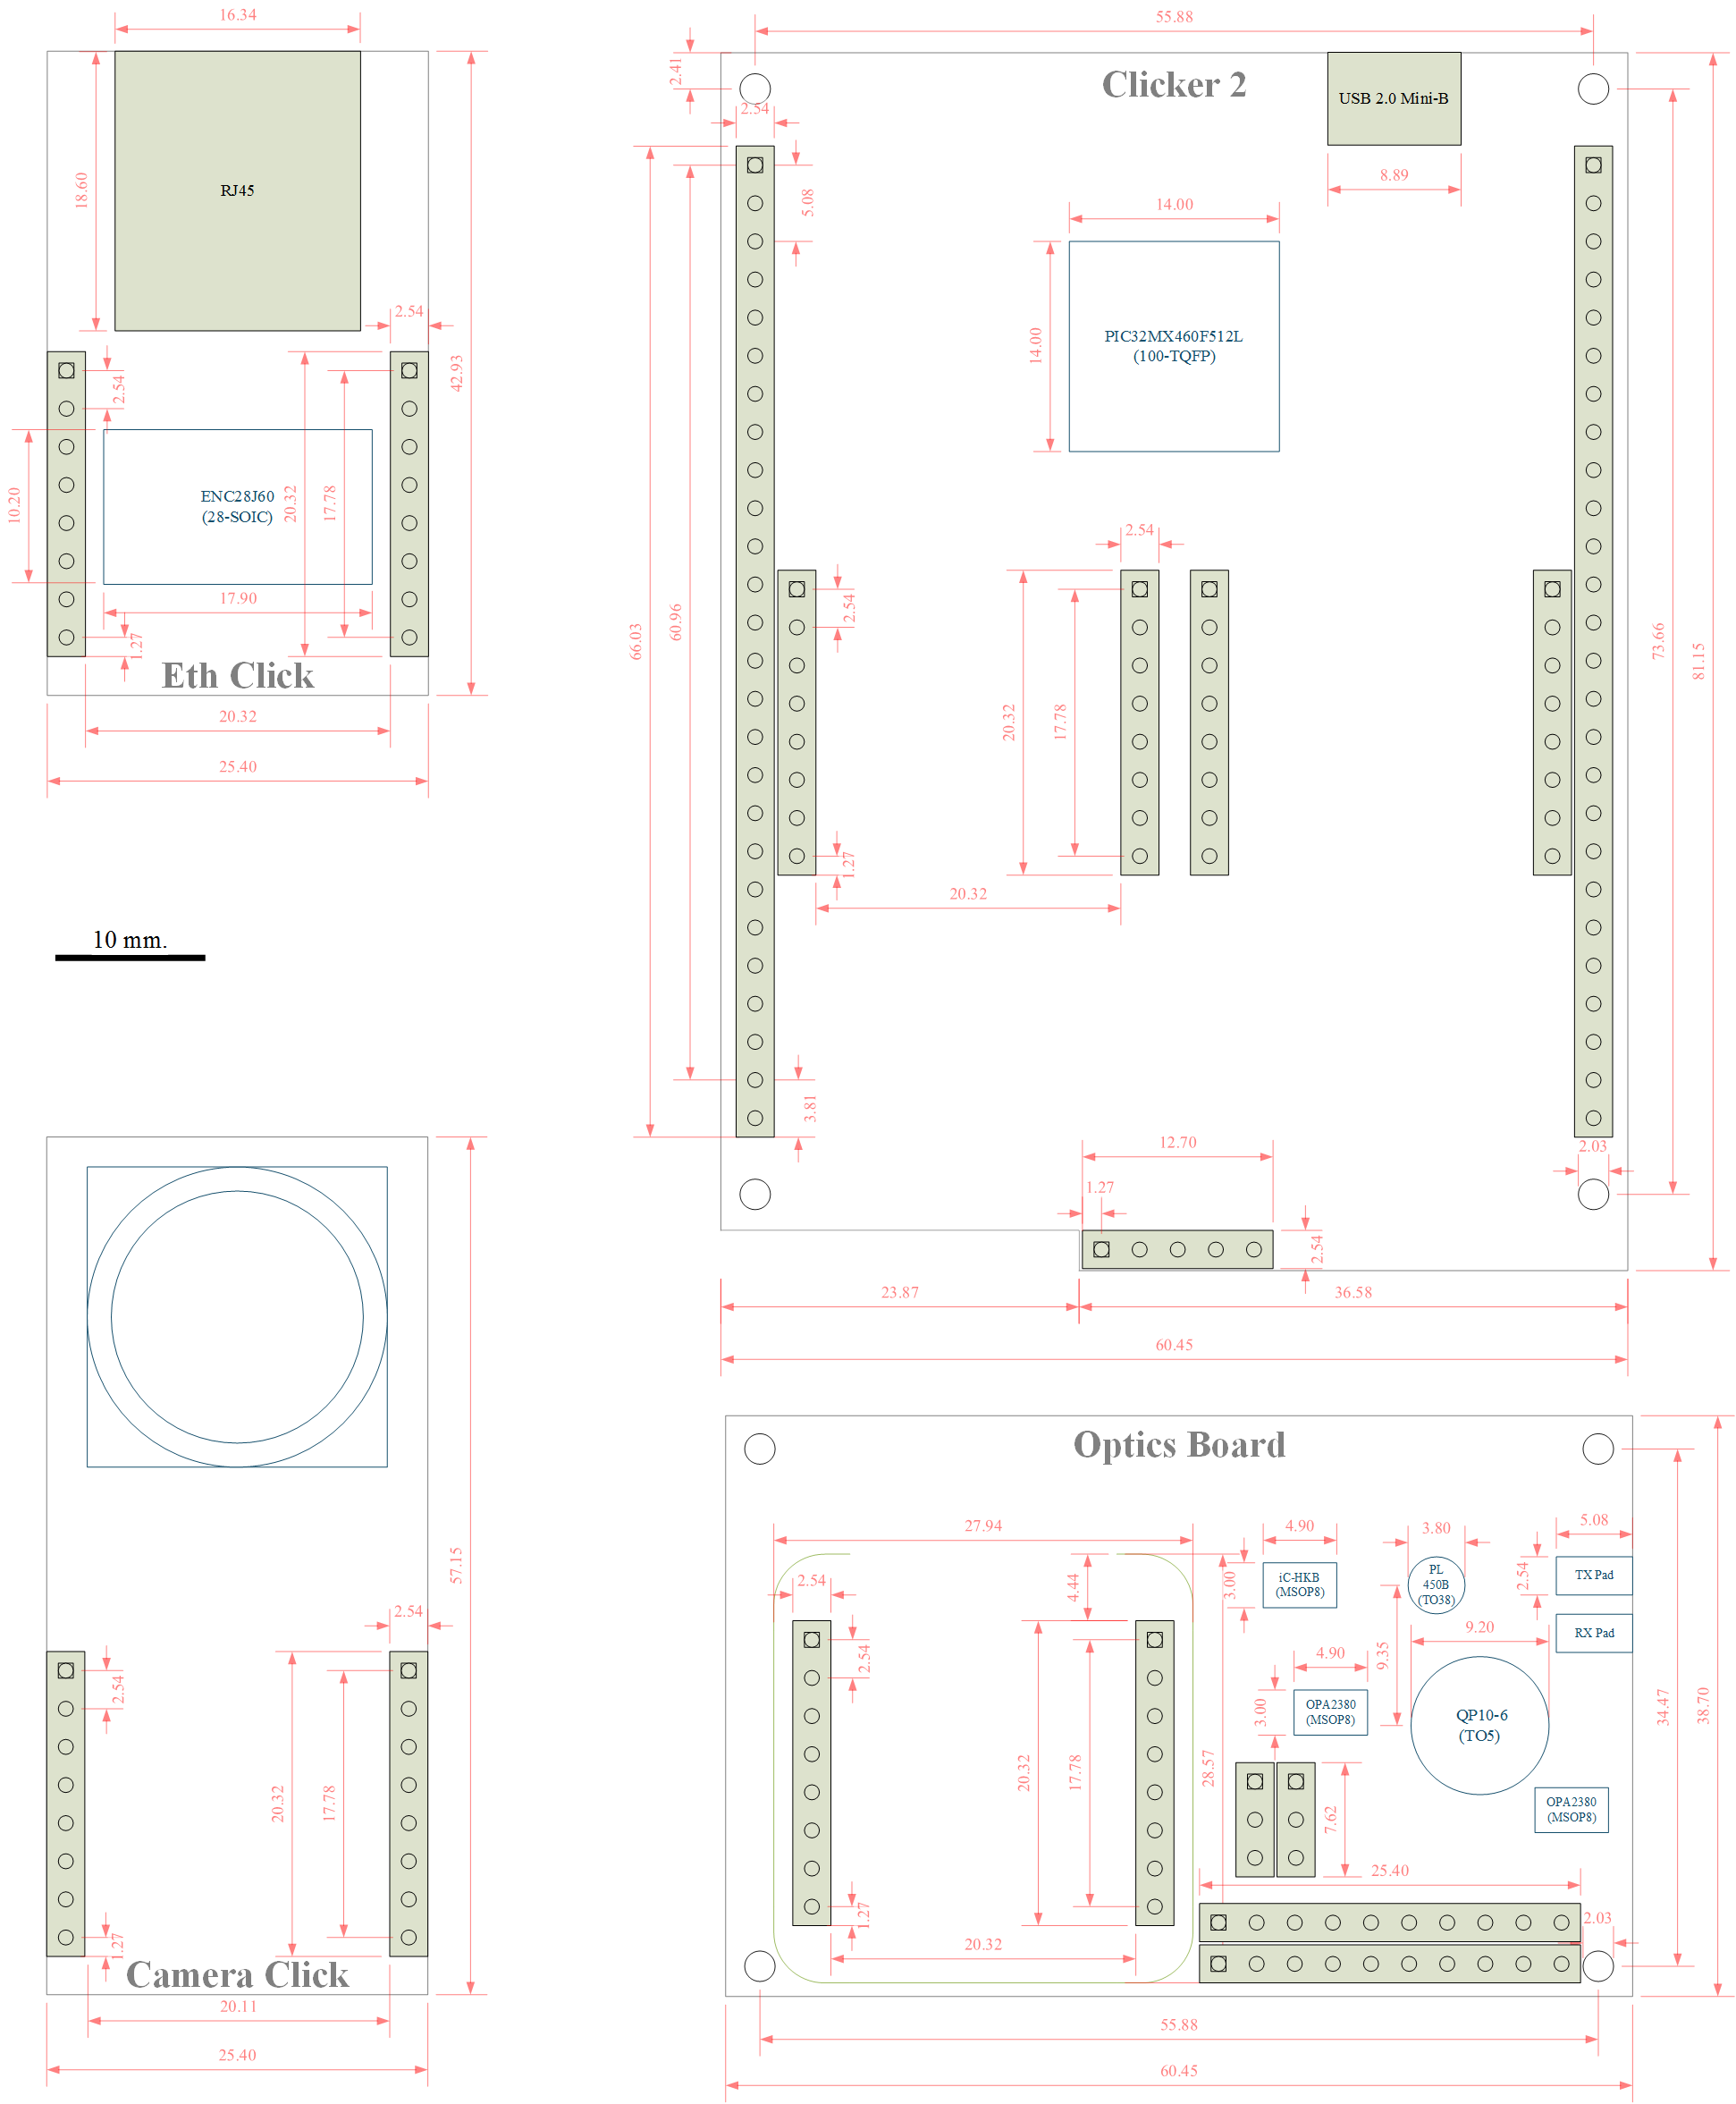 16.34
18.60
RJ45
2.54
42.93
2.54
10.20
ENC28J60
(28-SOIC)
20.32
17.78
17.90
1.27
Eth Click
20.32
25.40
10 mm.
55.88
2.41
Clicker 2
USB 2.0 Mini-B
2.54
8.89
5.08
14.00
14.00
PIC32MX460F512L
(100-TQFP)
2.54
2.54
66.03
60.96
73.66
81.15
20.32
17.78
1.27
20.32
3.81
12.70
2.03
1.27
2.54
23.87
36.58
60.45
57.15
2.54
2.54
20.32
17.78
1.27
Camera Click
20.11
25.40
Optics Board
27.94
4.90
3.80
5.08
4.44
3.00
iC-HKB
(MSOP8)
PL
450B
(TO38)
2.54
TX Pad
2.54
RX Pad
2.54
9.35
9.20
4.90
3.00
OPA2380
(MSOP8)
QP10-6
(TO5)
34.47
38.70
20.32
17.78
28.57
7.62
OPA2380
(MSOP8)
25.40
1.27
2.03
20.32
55.88
60.45